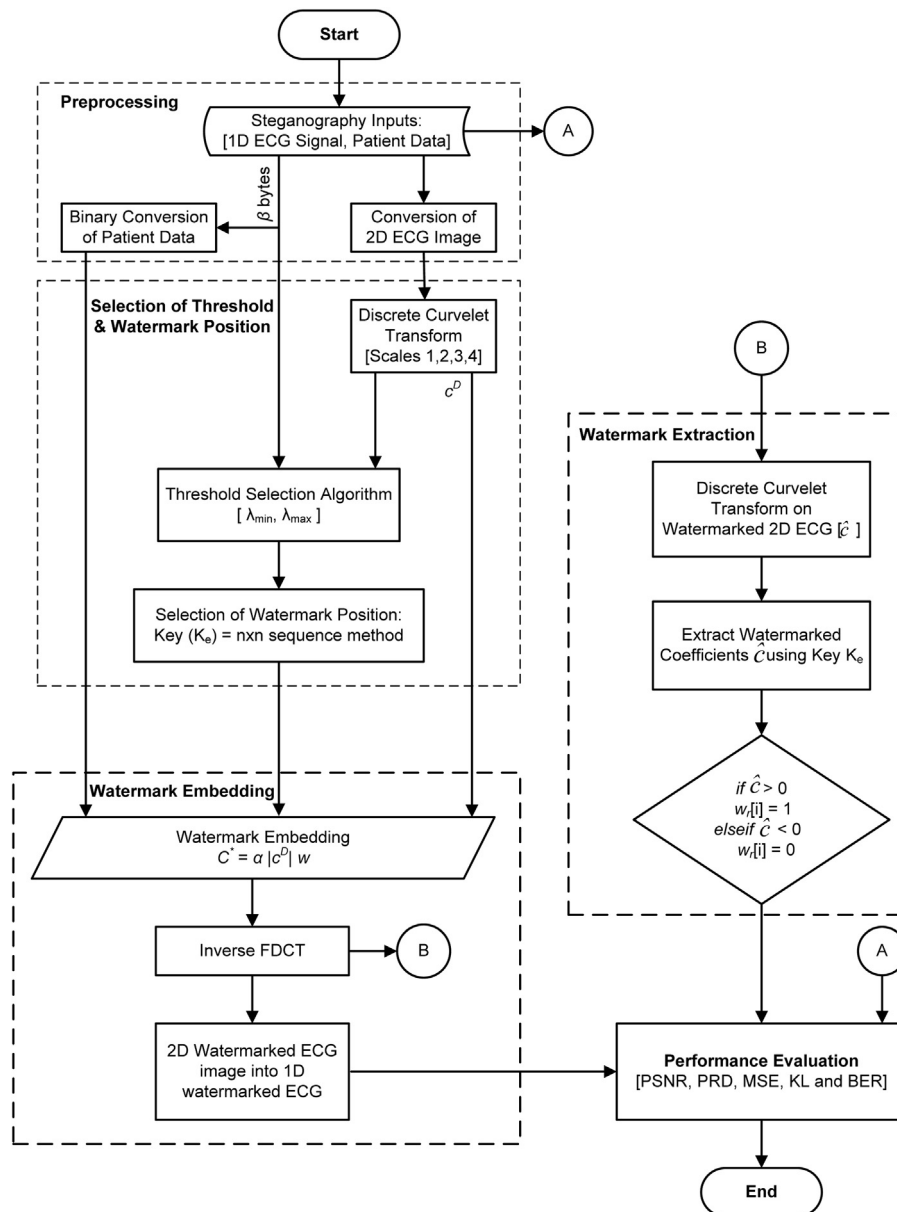 Start
Preprocessing
Steganography Inputs:
[1D ECG Signal, Patient Data]
A
β bytes
Binary Conversion
of Patient Data
Conversion of
2D ECG Image
Selection of Threshold
& Watermark Position
Discrete Curvelet
Transform
[Scales 1,2,3,4]
c^D
Threshold Selection Algorithm
[ λmin, λmax ]
Selection of Watermark Position:
Key (Ke) = nxn sequence method
Watermark Embedding
Watermark Embedding
C* = α |c^D| w
Inverse FDCT
B
2D Watermarked ECG
image into 1D
watermarked ECG
B
Watermark Extraction
Discrete Curvelet
Transform on
Watermarked 2D ECG [ĉ ]
Extract Watermarked
Coefficients ĉ using Key Ke
if ĉ > 0
wr[i] = 1
elseif ĉ < 0
wr[i] = 0
A
Performance Evaluation
[PSNR, PRD, MSE, KL and BER]
End